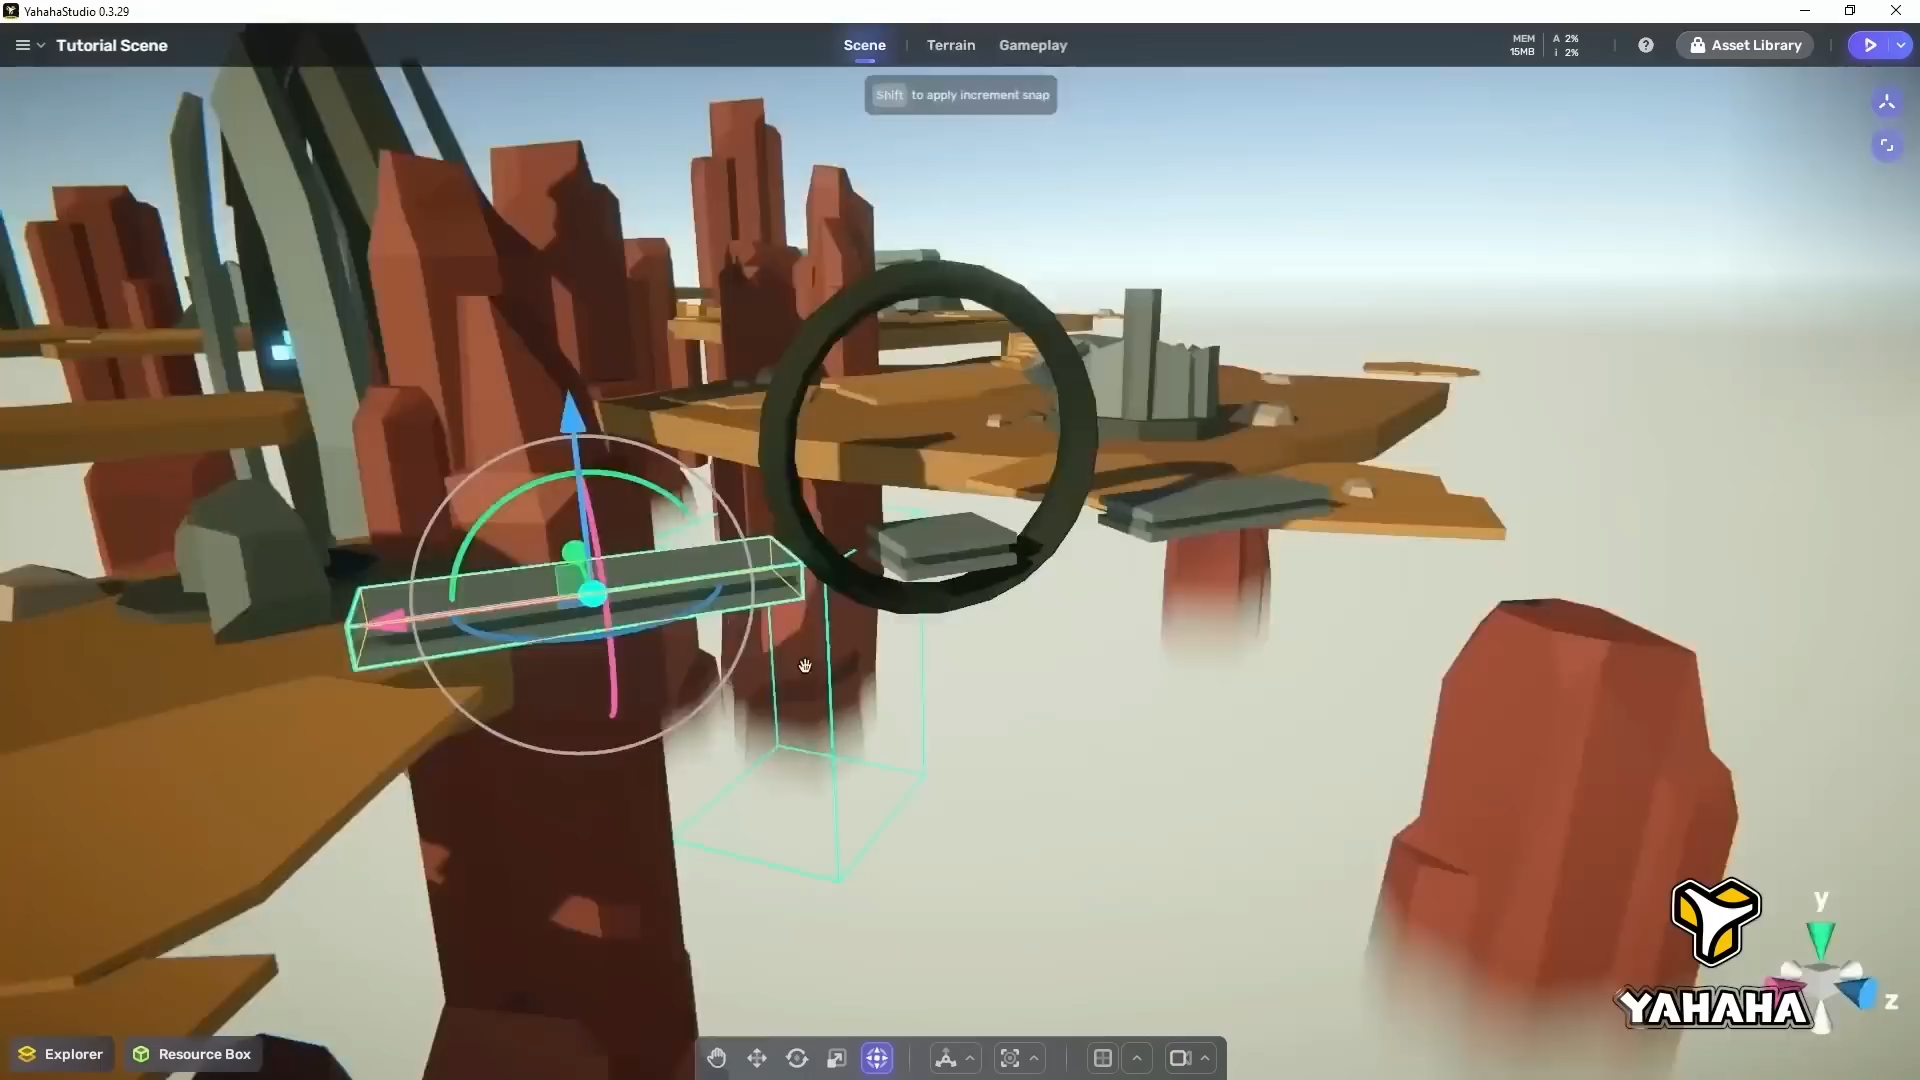 YahahaStudio 0.3.29
Tutorial Scene
Scene
Terrain
Gameplay
MEM
15MB
A 2%
i 2%
?
Asset Library
Shift to apply increment snap
y
z
YAHAHA
Explorer
Resource Box